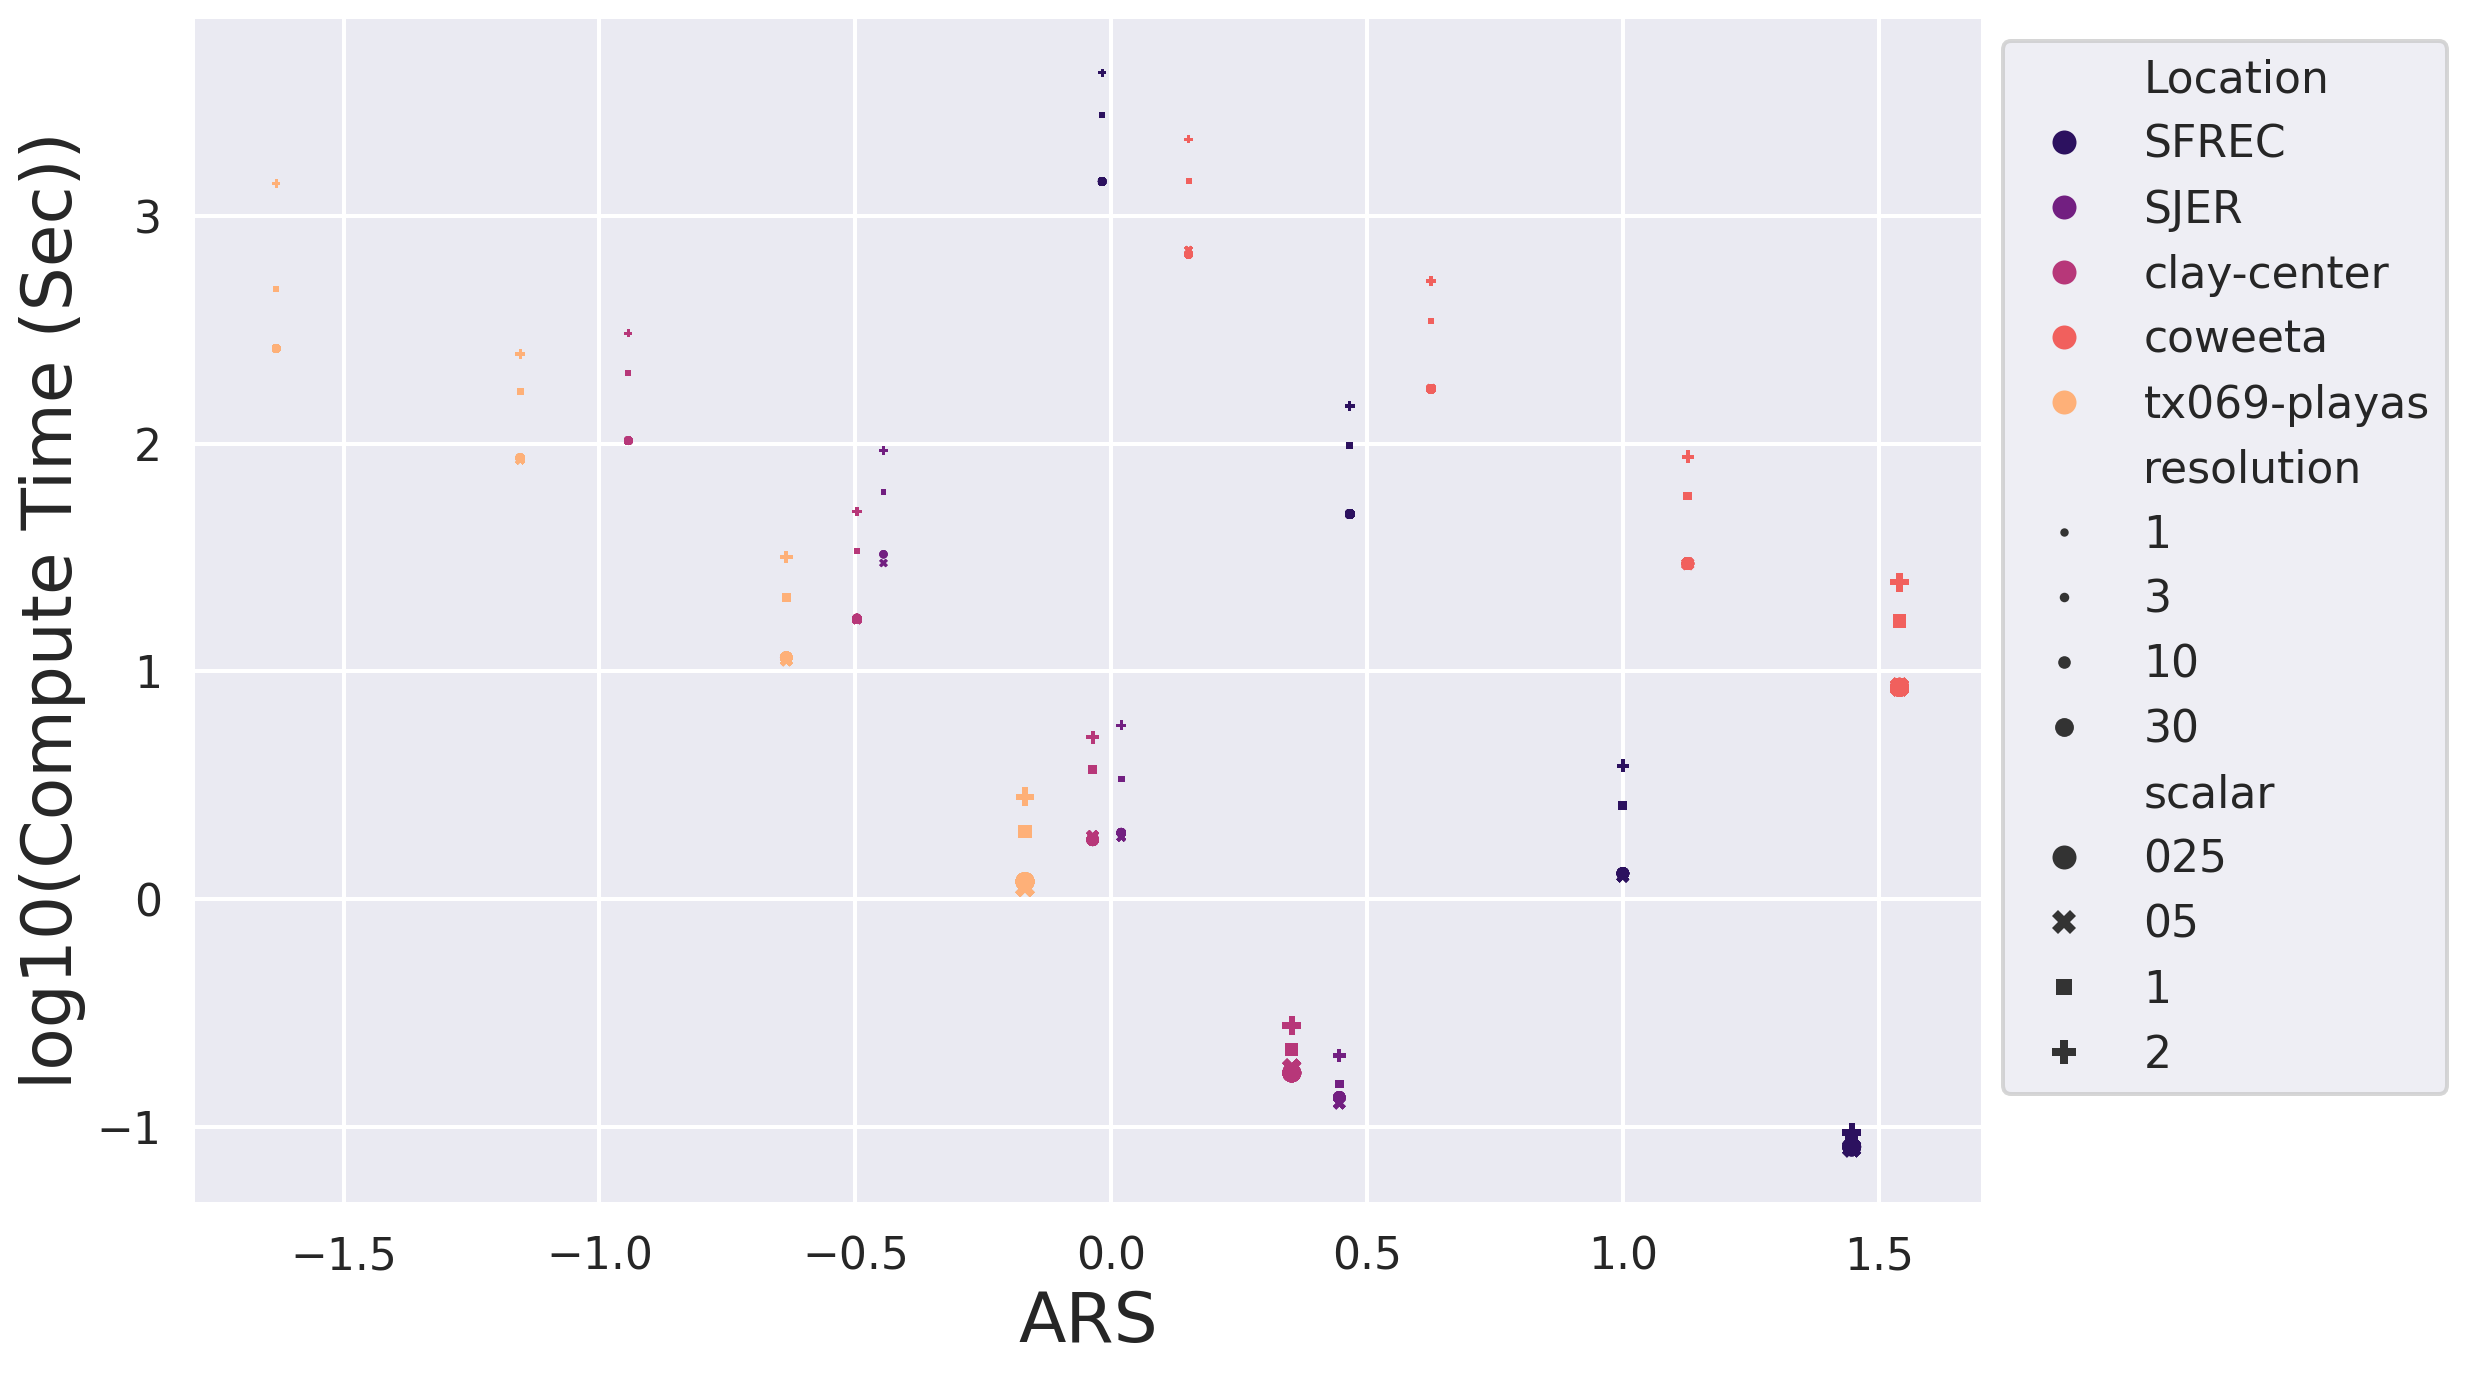 log10(Compute Time (Sec))
3
2
1
0
−1
−1.5 −1.0 −0.5 0.0 0.5 1.0 1.5
ARS
Location
SFREC
SJER
clay-center
coweeta
tx069-playas
resolution
1
3
10
30
scalar
025
05
1
2